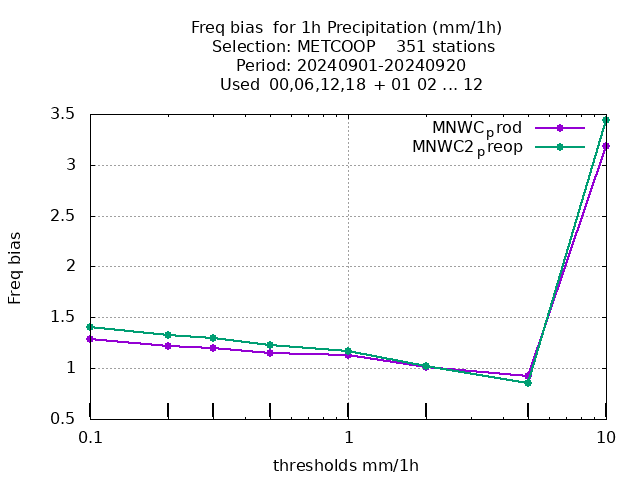 Freq bias  for 1h Precipitation (mm/1h)
Selection: METCOOP    351 stations
Period: 20240901-20240920
Used  00,06,12,18  + 01 02 ... 12
MNWCprod
MNWC2preop
3.5
3
2.5
2
1.5
1
0.5
Freq bias
0.1
1
10
thresholds mm/1h